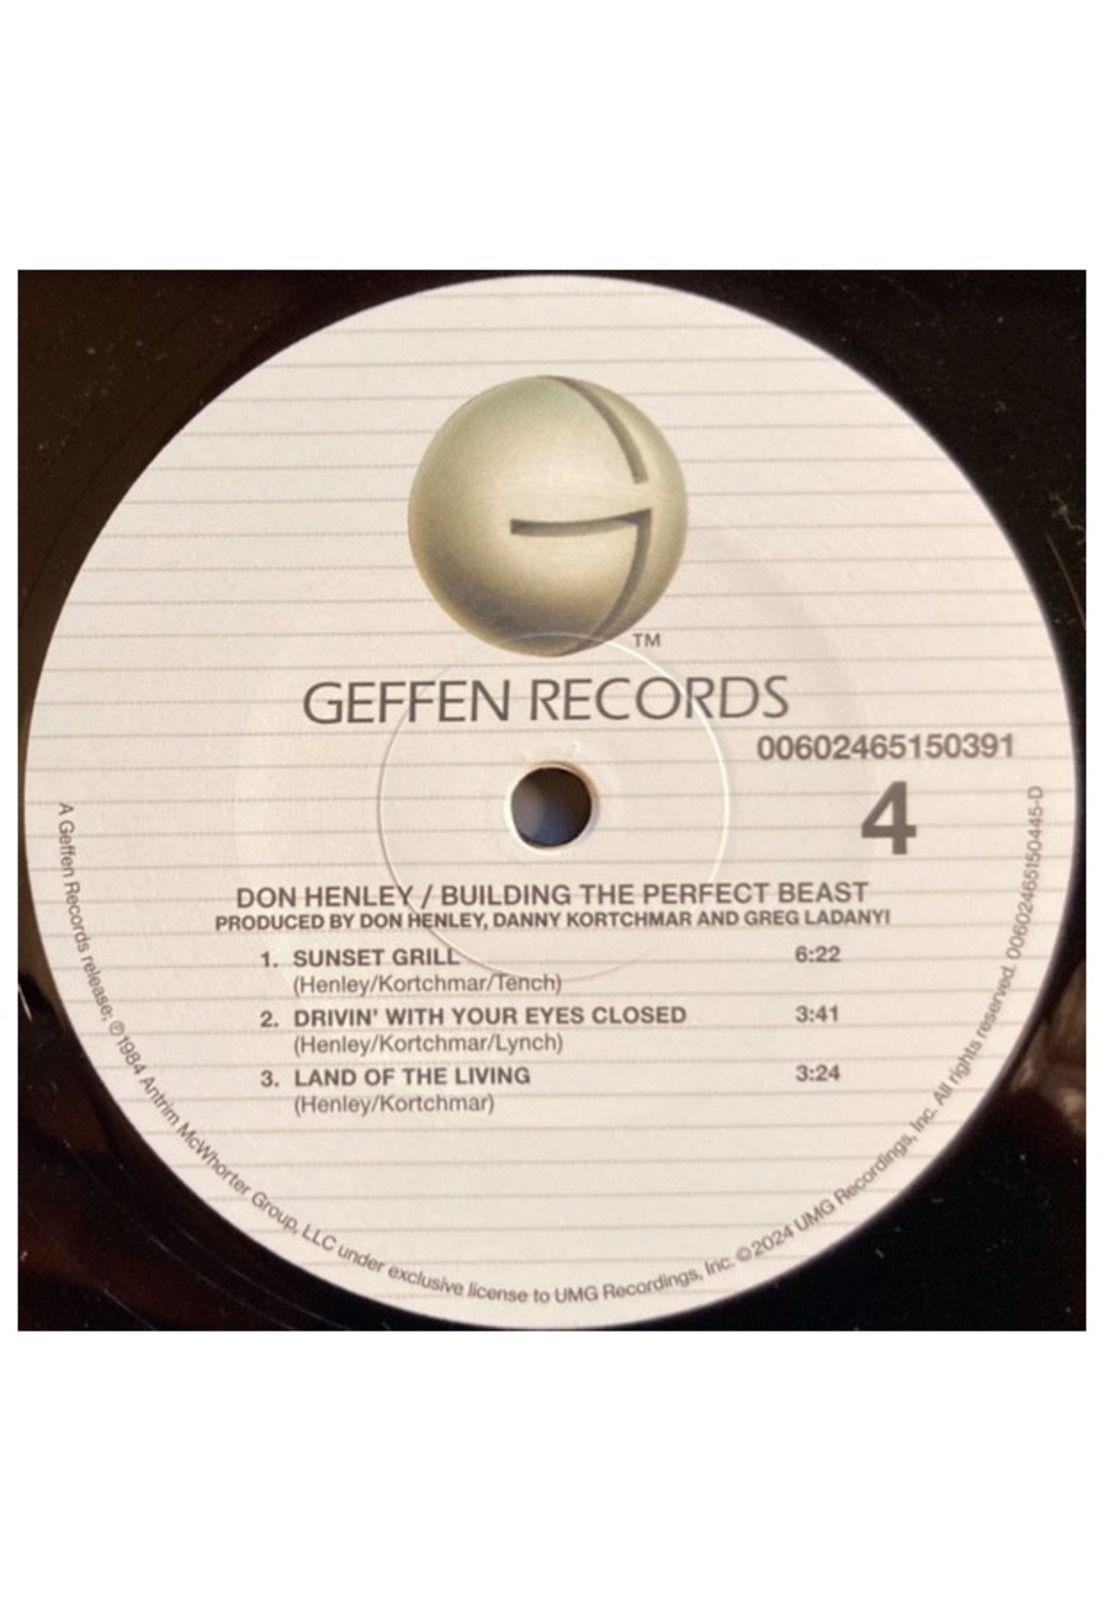 TM
GEFFEN RECORDS
00602465150391
4
DON HENLEY / BUILDING THE PERFECT BEAST
PRODUCED BY DON HENLEY, DANNY KORTCHMAR AND GREG LADANYI
1. SUNSET GRILL 6:22
(Henley/Kortchmar/Tench)
2. DRIVIN' WITH YOUR EYES CLOSED 3:41
(Henley/Kortchmar/Lynch)
3. LAND OF THE LIVING 3:24
(Henley/Kortchmar)
A Geffen Records release; ℗1984 Antrim McWhorter Group, LLC under exclusive license to UMG Recordings, Inc. ©2024 UMG Recordings, Inc. All rights reserved. 00602465150445-D